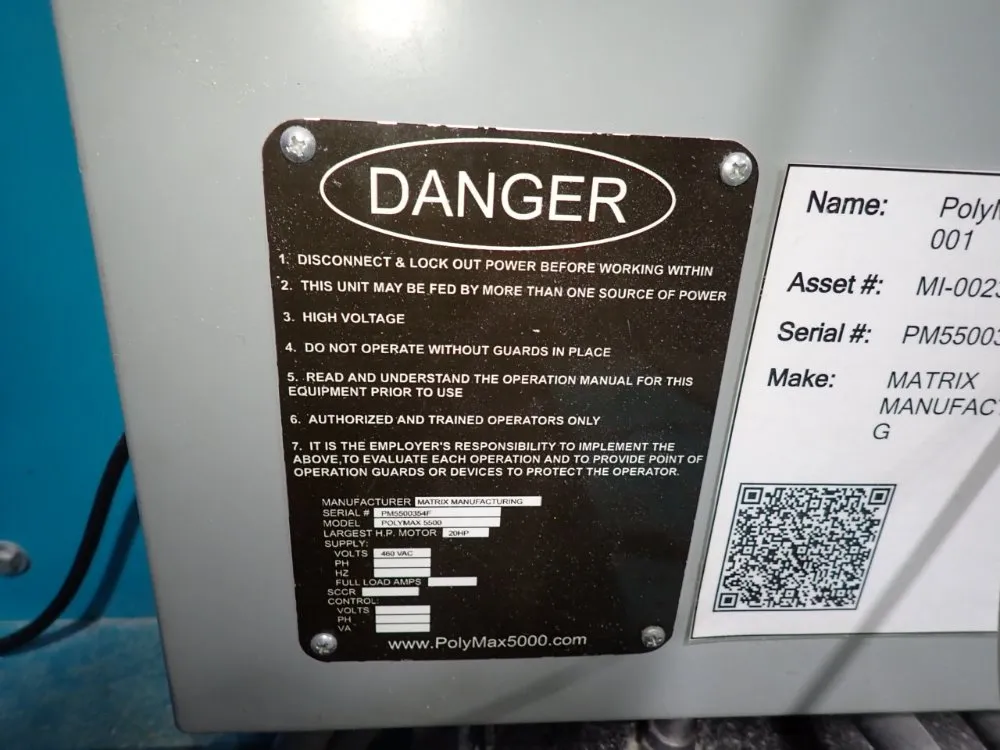 DANGER
1. DISCONNECT & LOCK OUT POWER BEFORE WORKING WITHIN
2. THIS UNIT MAY BE FED BY MORE THAN ONE SOURCE OF POWER
3. HIGH VOLTAGE
4. DO NOT OPERATE WITHOUT GUARDS IN PLACE
5. READ AND UNDERSTAND THE OPERATION MANUAL FOR THIS
EQUIPMENT PRIOR TO USE
6. AUTHORIZED AND TRAINED OPERATORS ONLY
7. IT IS THE EMPLOYER'S RESPONSIBILITY TO IMPLEMENT THE
ABOVE, TO EVALUATE EACH OPERATION AND TO PROVIDE POINT OF
OPERATION GUARDS OR DEVICES TO PROTECT THE OPERATOR.
MANUFACTURER MATRIX MANUFACTURING
SERIAL # PM5500354F
MODEL POLYMAX 5500
LARGEST H.P. MOTOR 20HP
SUPPLY:
VOLTS 460 VAC
PH
HZ
FULL LOAD AMPS
SCCR
CONTROL:
VOLTS
PH
VA
www.PolyMax5000.com
Name: Poly
001
Asset #: MI-002
Serial #: PM5500
Make: MATRIX
MANUFAC
G